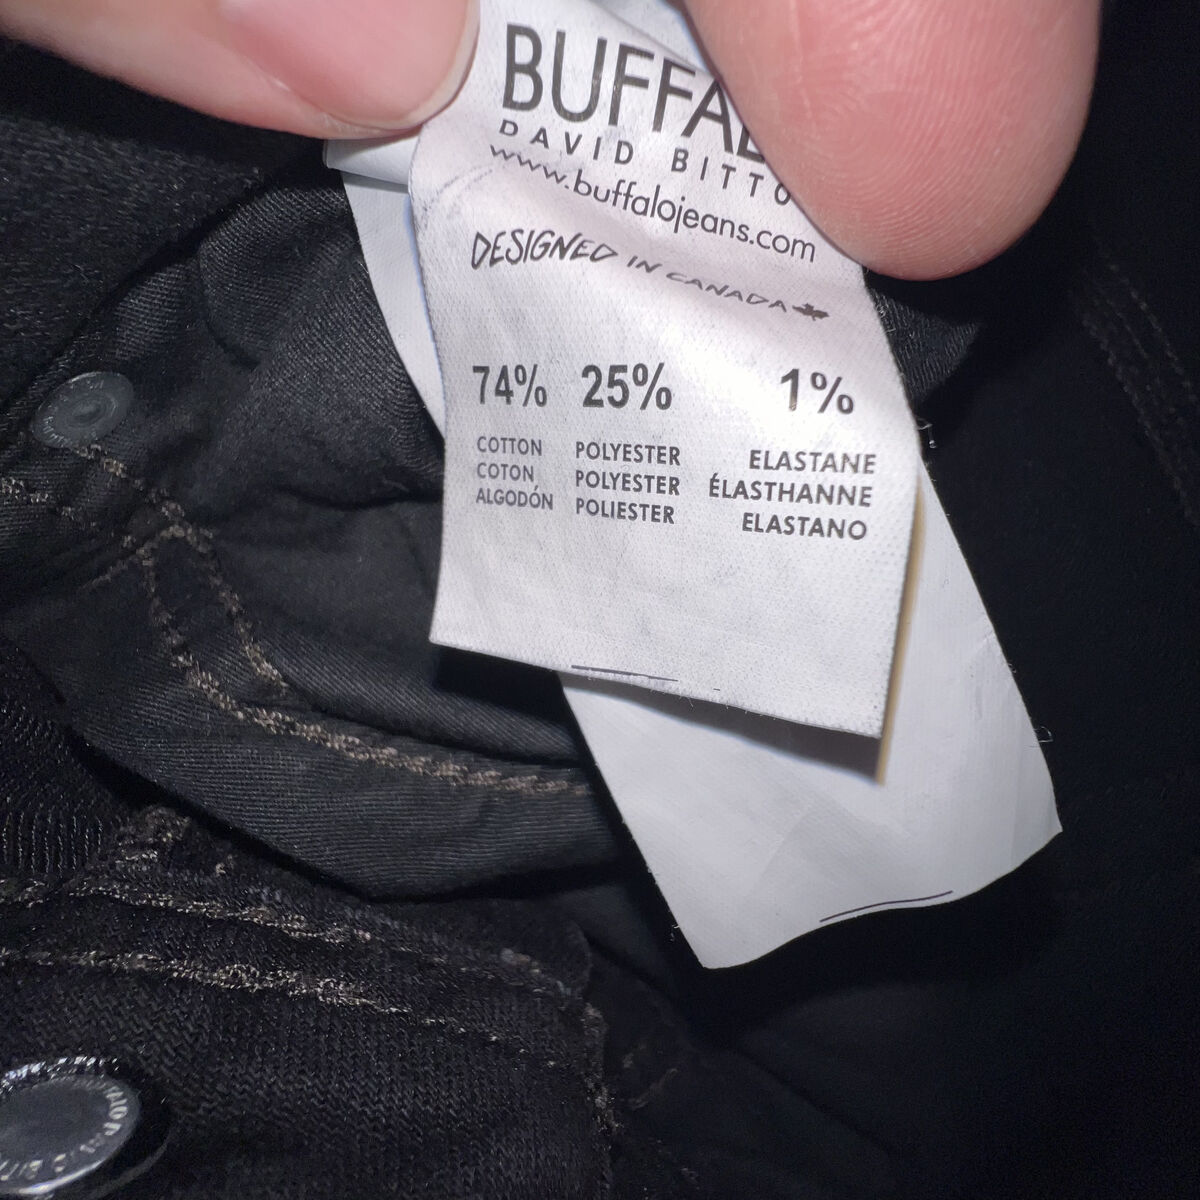 BUFFAL
DAVID BITTO
www.buffalojeans.com
DESIGNED IN CANADA
74% 25% 1%
COTTON POLYESTER ELASTANE
COTON POLYESTER ÉLASTHANNE
ALGODÓN POLIESTER ELASTANO